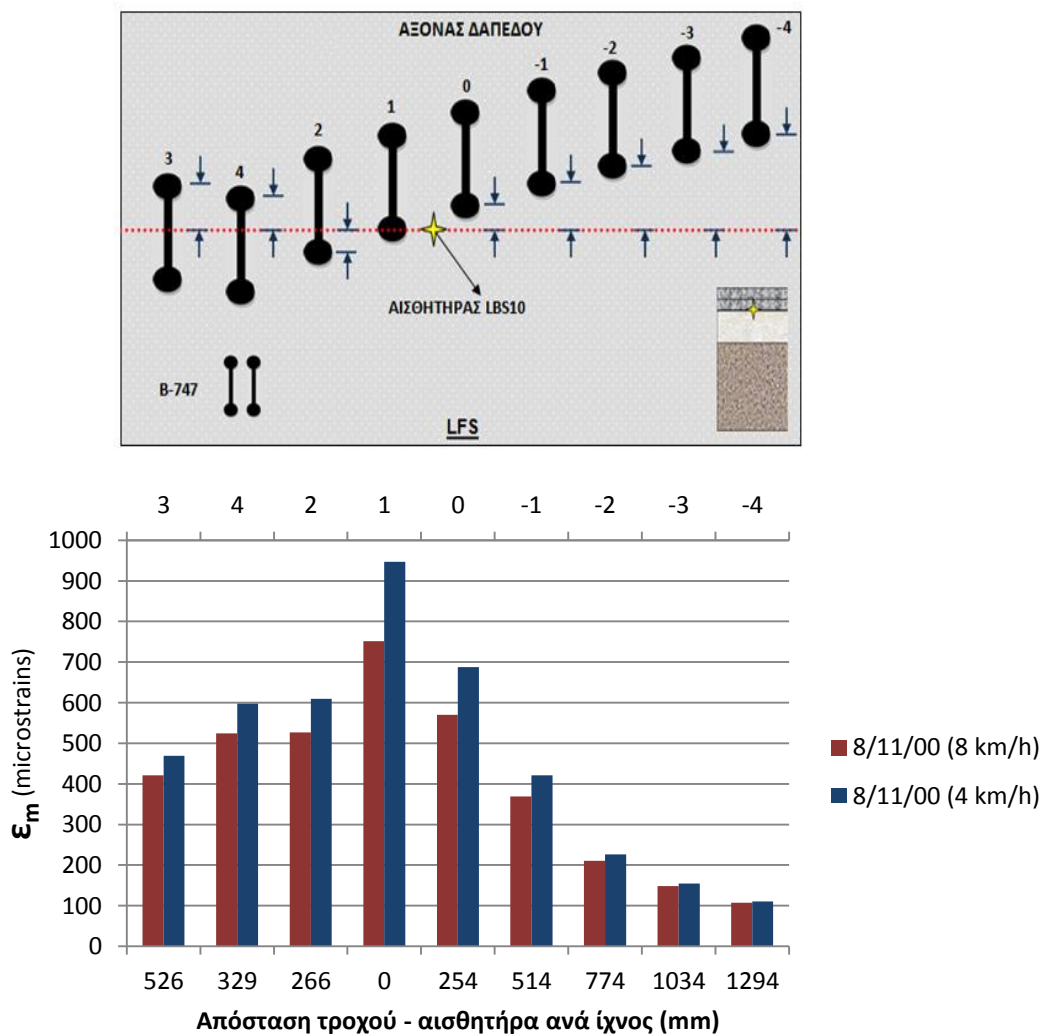 ΑΞΟΝΑΣ ΔΑΠΕΔΟΥ
3 4 2 1 0 -1 -2 -3 -4
ΑΙΣΘΗΤΗΡΑΣ LBS10
B-747
LFS
3 4 2 1 0 -1 -2 -3 -4
1000
900
800
700
600
500
400
300
200
100
0
εm (microstrains)
526 329 266 0 254 514 774 1034 1294
Απόσταση τροχού - αισθητήρα ανά ίχνος (mm)
8/11/00 (8 km/h)
8/11/00 (4 km/h)